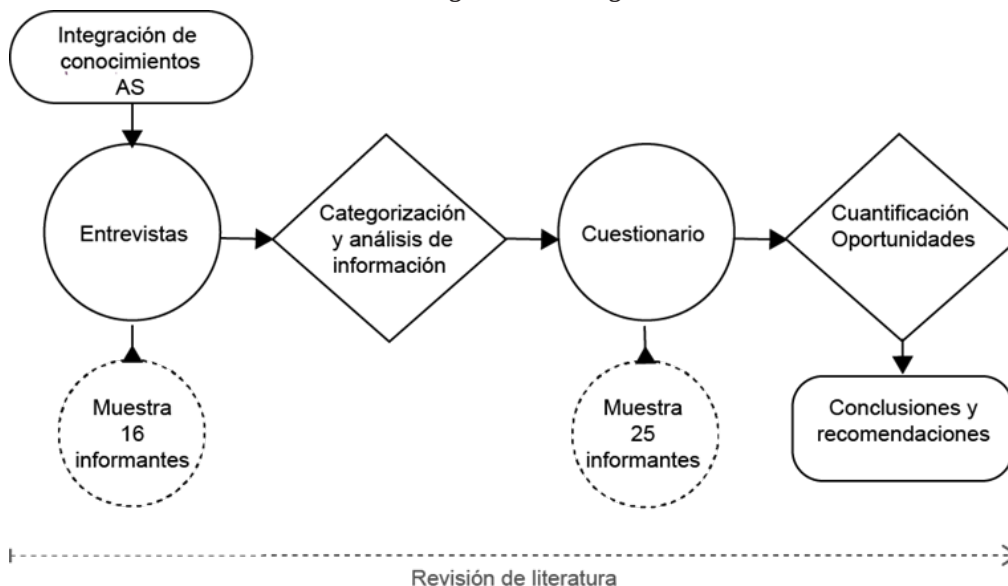 Integración de
conocimientos
AS
Entrevistas
Categorización
y análisis de
información
Cuestionario
Cuantificación
Oportunidades
Muestra
16
informantes
Muestra
25
informantes
Conclusiones y
recomendaciones
Revisión de literatura